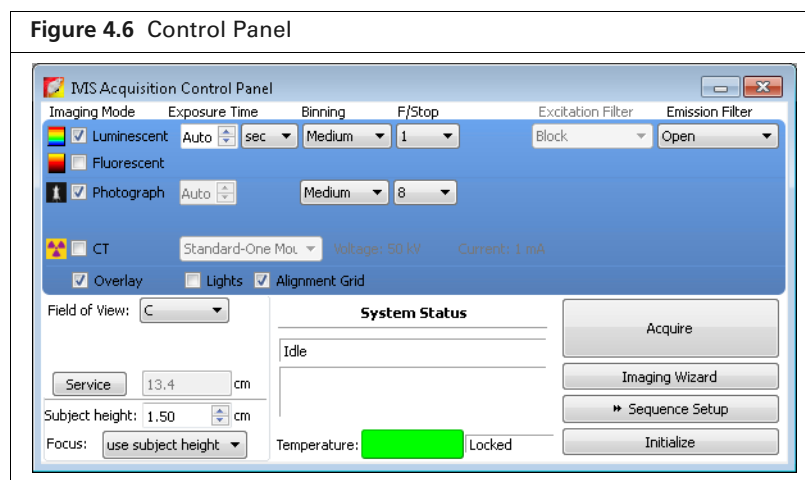 Figure 4.6 Control Panel
IVIS Acquisition Control Panel
Imaging Mode Exposure Time Binning F/Stop Excitation Filter Emission Filter
Luminescent Auto sec Medium 1 Block Open
Fluorescent
Photograph Auto Medium 8
CT Standard-One Mou Voltage: 50 kV Current: 1 mA
Overlay Lights Alignment Grid
Field of View: C
System Status
Acquire
Idle
Service 13.4 cm
Imaging Wizard
Subject height: 1.50 cm
Sequence Setup
Focus: use subject height
Temperature: Locked
Initialize